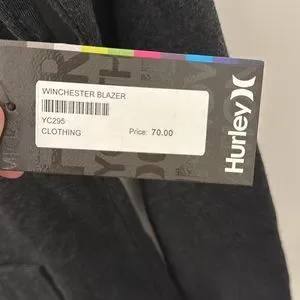 WINCHESTER BLAZER
YC295
CLOTHING Price: 70.00
Hurley